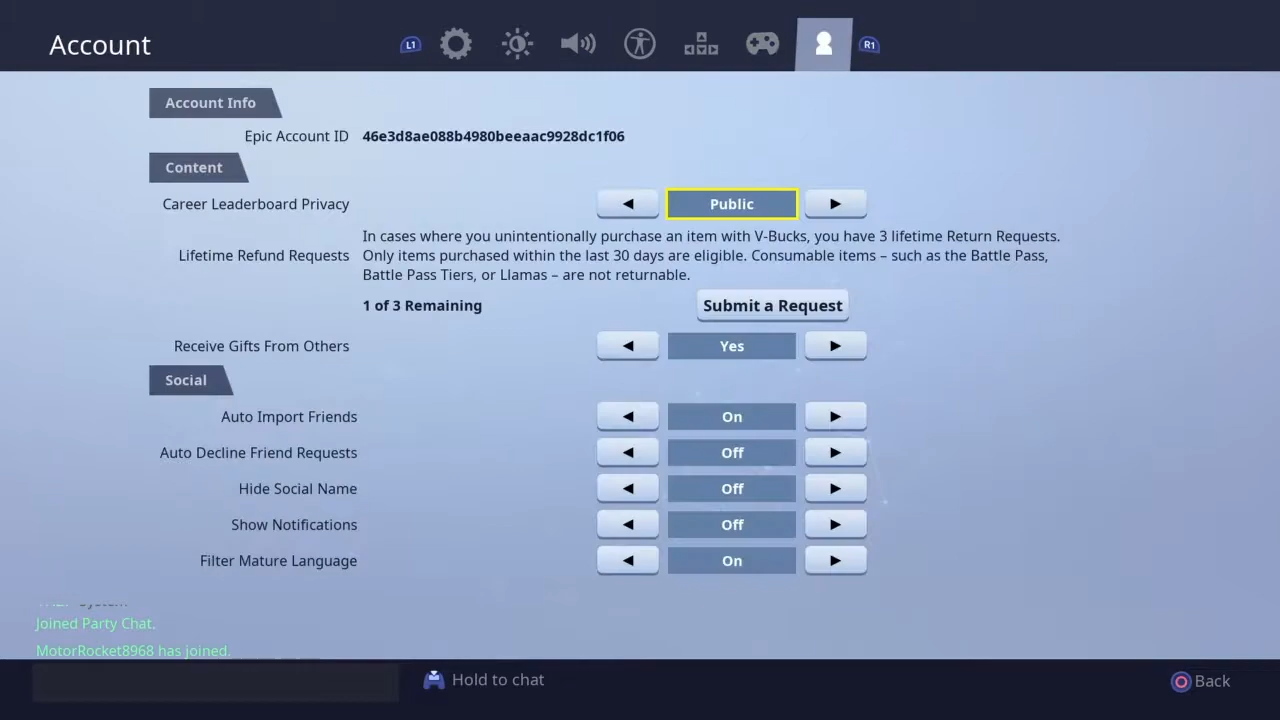 Account
L1
R1
Account Info
Epic Account ID 46e3d8ae088b4980beeaac9928dc1f06
Content
Career Leaderboard Privacy Public
In cases where you unintentionally purchase an item with V-Bucks, you have 3 lifetime Return Requests.
Lifetime Refund Requests Only items purchased within the last 30 days are eligible. Consumable items – such as the Battle Pass,
Battle Pass Tiers, or Llamas – are not returnable.
1 of 3 Remaining Submit a Request
Receive Gifts From Others Yes
Social
Auto Import Friends On
Auto Decline Friend Requests Off
Hide Social Name Off
Show Notifications Off
Filter Mature Language On
System
Joined Party Chat.
MotorRocket8968 has joined.
Hold to chat
Back